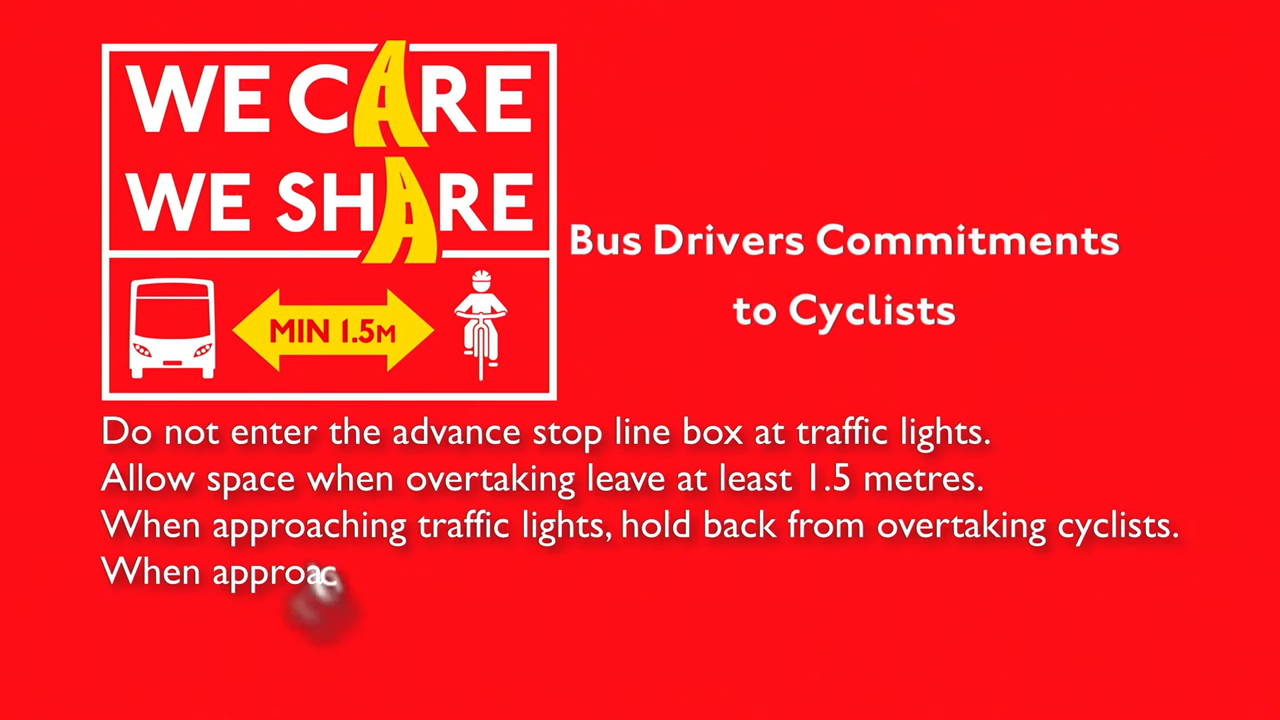 WE CARE
WE SHARE
MIN 1.5M
Bus Drivers Commitments
to Cyclists
Do not enter the advance stop line box at traffic lights.
Allow space when overtaking leave at least 1.5 metres.
When approaching traffic lights, hold back from overtaking cyclists.
When